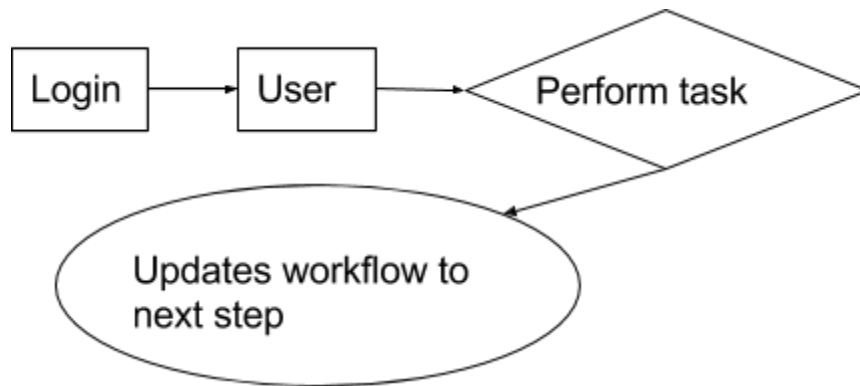 Login
User
Perform task
Updates workflow to
next step